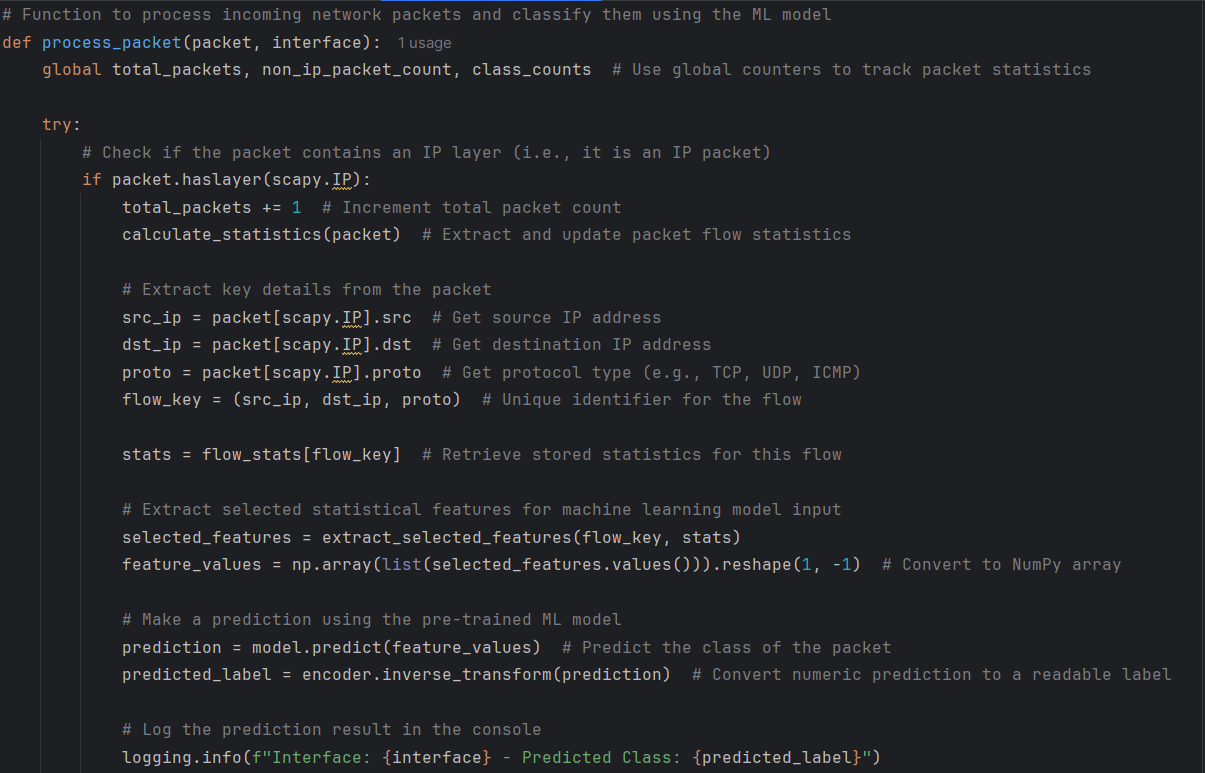 # Function to process incoming network packets and classify them using the ML model
def process_packet(packet, interface):  1 usage
    global total_packets, non_ip_packet_count, class_counts  # Use global counters to track packet statistics

    try:
        # Check if the packet contains an IP layer (i.e., it is an IP packet)
        if packet.haslayer(scapy.IP):
            total_packets += 1  # Increment total packet count
            calculate_statistics(packet)  # Extract and update packet flow statistics

            # Extract key details from the packet
            src_ip = packet[scapy.IP].src  # Get source IP address
            dst_ip = packet[scapy.IP].dst  # Get destination IP address
            proto = packet[scapy.IP].proto  # Get protocol type (e.g., TCP, UDP, ICMP)
            flow_key = (src_ip, dst_ip, proto)  # Unique identifier for the flow

            stats = flow_stats[flow_key]  # Retrieve stored statistics for this flow

            # Extract selected statistical features for machine learning model input
            selected_features = extract_selected_features(flow_key, stats)
            feature_values = np.array(list(selected_features.values())).reshape(1, -1)  # Convert to NumPy array

            # Make a prediction using the pre-trained ML model
            prediction = model.predict(feature_values)  # Predict the class of the packet
            predicted_label = encoder.inverse_transform(prediction)  # Convert numeric prediction to a readable label

            # Log the prediction result in the console
            logging.info(f"Interface: {interface} - Predicted Class: {predicted_label}")